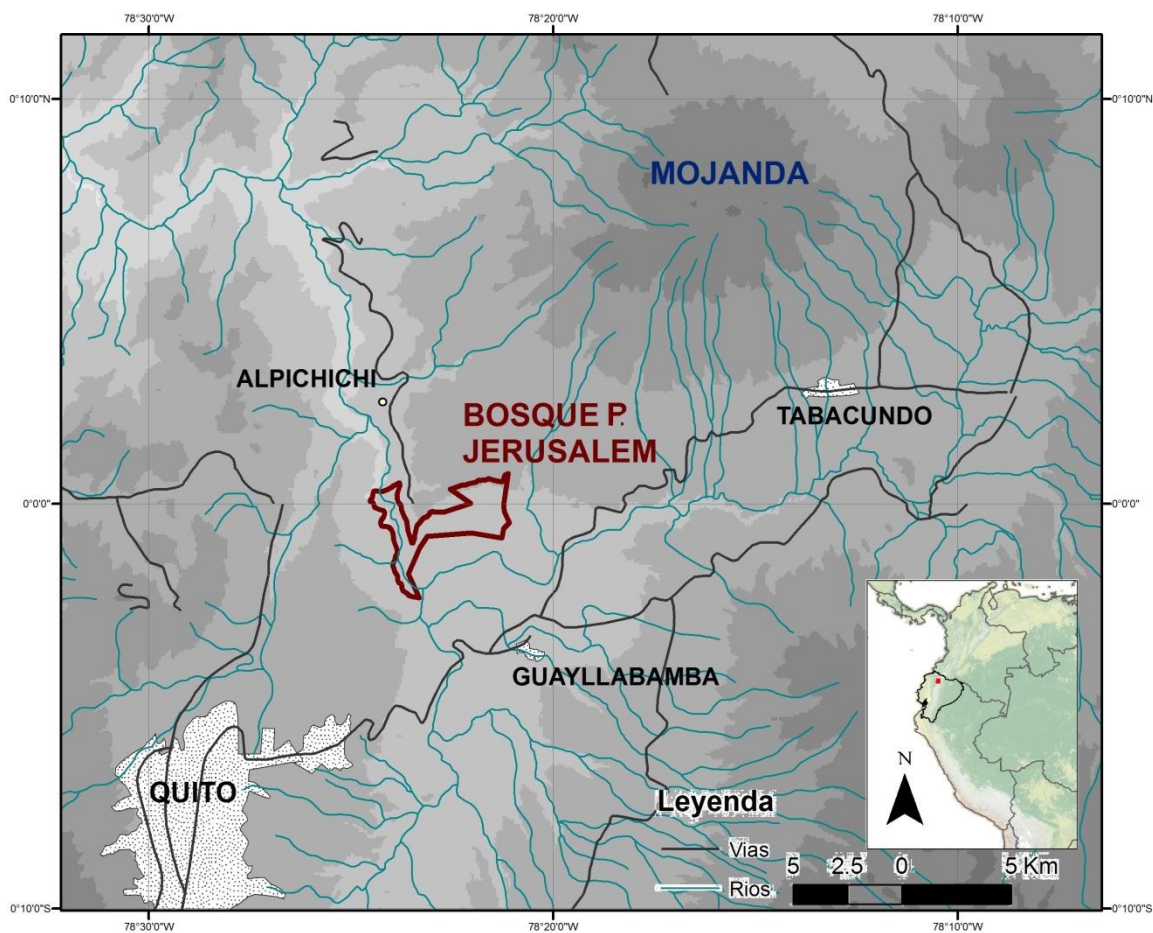 78°30'0"W
78°20'0"W
78°10'0"W
0°10'0"N
0°10'0"N
MOJANDA
ALPICHICHI
BOSQUE P.
JERUSALEM
TABACUNDO
0°0'0"
0°0'0"
GUAYLLABAMBA
QUITO
N
Leyenda
Vias
Rios
5 2.5 0 5 Km
0°10'0"S
0°10'0"S
78°30'0"W
78°20'0"W
78°10'0"W